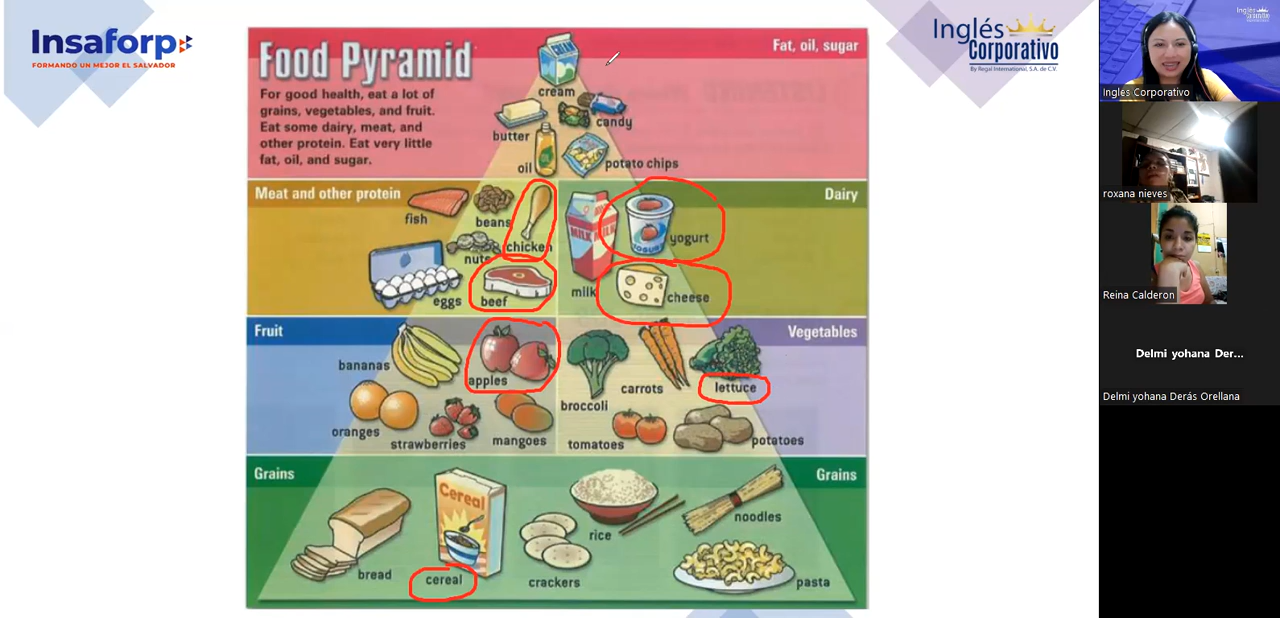 Insaforp
FORMANDO UN MEJOR EL SALVADOR
Food Pyramid
For good health, eat a lot of
grains, vegetables, and fruit.
Eat some dairy, meat, and
other protein. Eat very little
fat, oil, and sugar.
Fat, oil, sugar
CREAM
cream
butter
candy
oil
potato chips
Meat and other protein
Dairy
fish
beans
chicken
nuts
eggs
beef
MILK
milk
YOGURT
yogurt
cheese
Fruit
Vegetables
bananas
apples
oranges
strawberries
mangoes
broccoli
carrots
lettuce
tomatoes
potatoes
Grains
Grains
bread
Cereal
cereal
crackers
rice
noodles
pasta
Inglés
Corporativo
By Regal International, S.A. de C.V.
Inglés Corporativo
roxana nieves
Reina Calderon
Delmi yohana Der...
Delmi yohana Derás Orellana